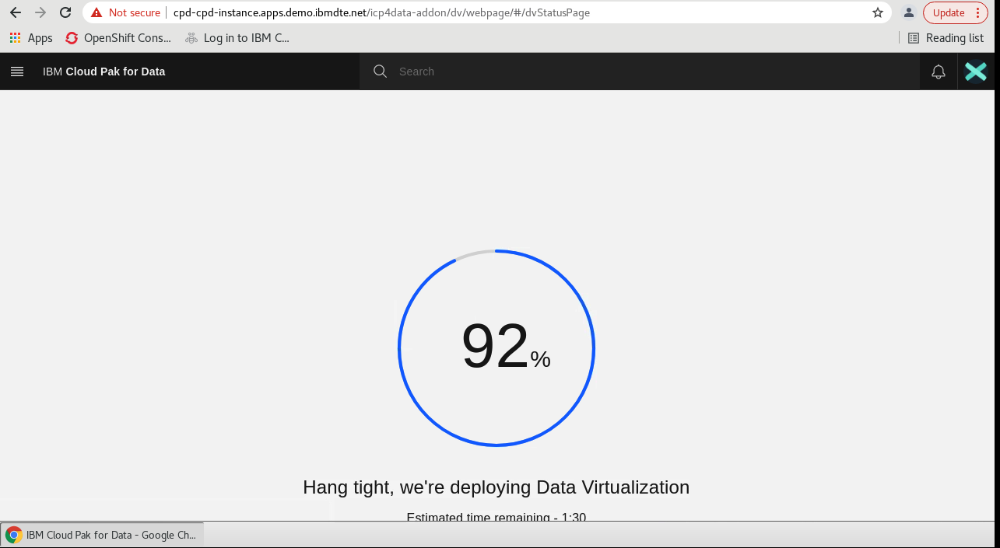 Not secure | cpd-cpd-instance.apps.demo.ibmdte.net/icp4data-addon/dv/webpage/#/dvStatusPage
Update
Apps OpenShift Cons... Log in to IBM C... Reading list
IBM Cloud Pak for Data Search
92%
Hang tight, we're deploying Data Virtualization
Estimated time remaining - 1:30
IBM Cloud Pak for Data - Google Ch...